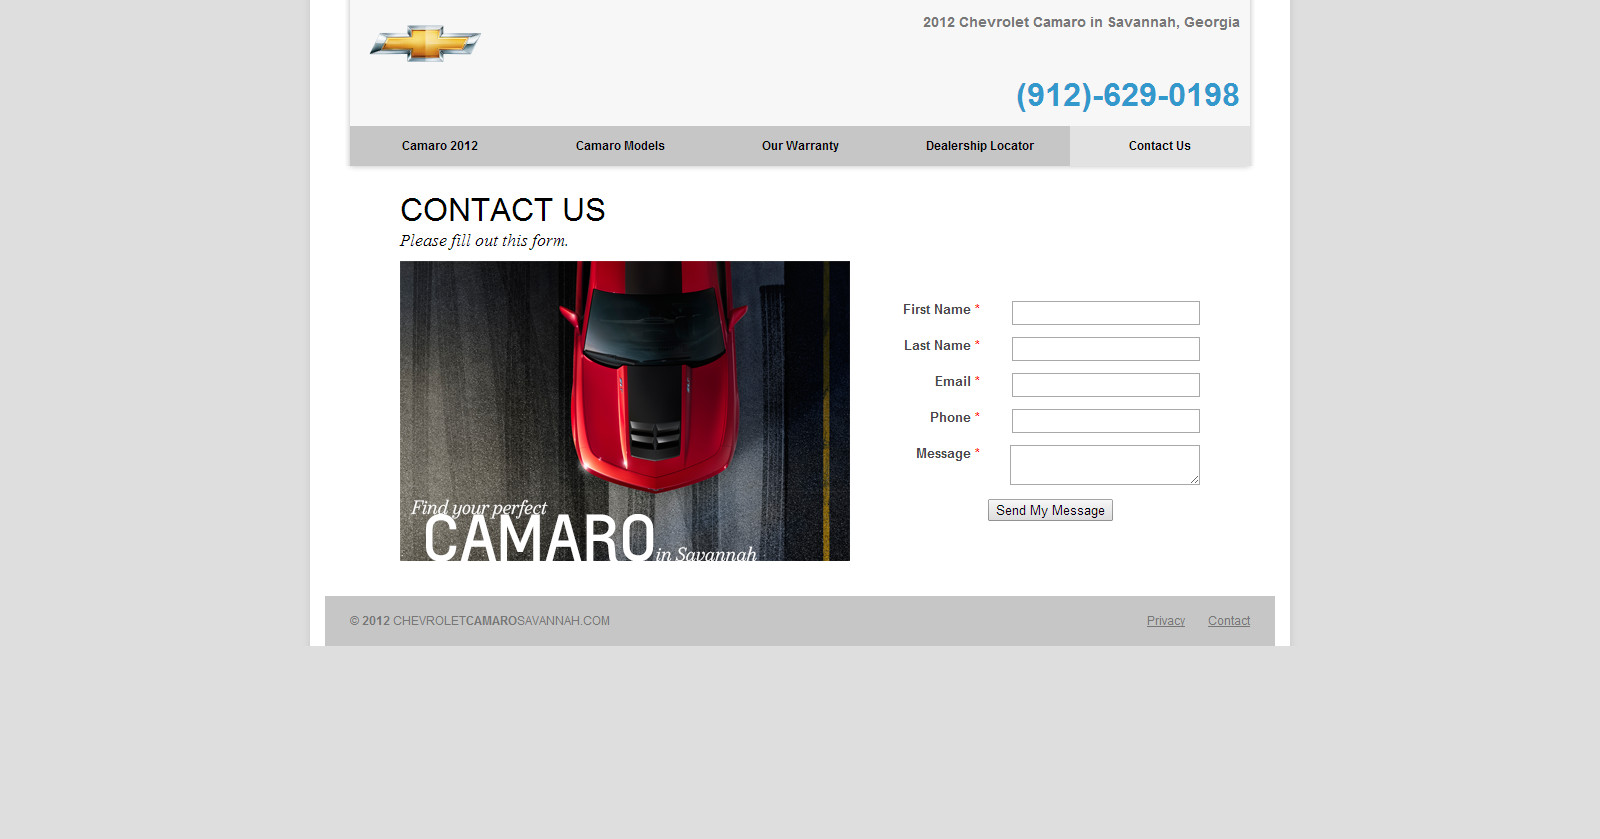 2012 Chevrolet Camaro in Savannah, Georgia
(912)-629-0198
Camaro 2012
Camaro Models
Our Warranty
Dealership Locator
Contact Us
CONTACT US
Please fill out this form.
Find your perfect
CAMARO in Savannah
First Name *
Last Name *
Email *
Phone *
Message *
Send My Message
© 2012 CHEVROLETCAMAROSAVANNAH.COM
Privacy
Contact